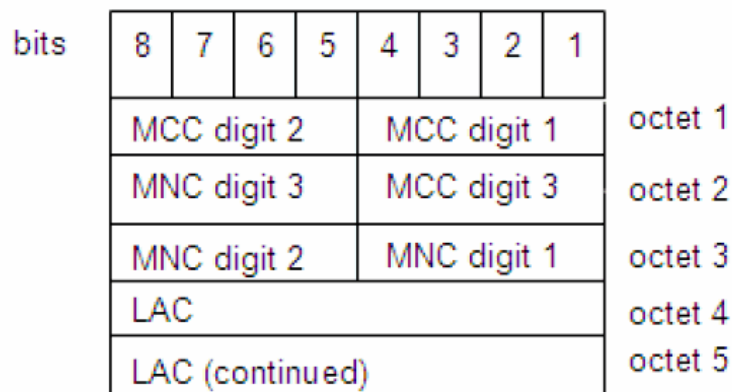 bits 8 7 6 5 4 3 2 1
MCC digit 2 MCC digit 1 octet 1
MNC digit 3 MCC digit 3 octet 2
MNC digit 2 MNC digit 1 octet 3
LAC octet 4
LAC (continued) octet 5